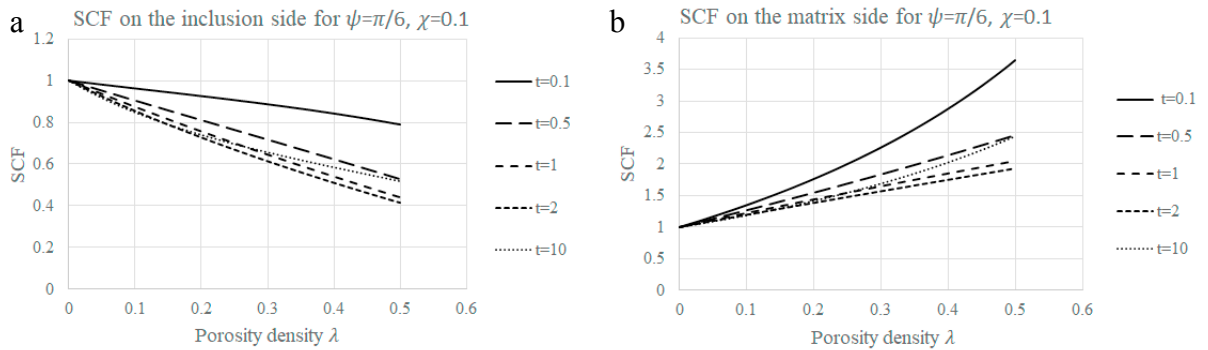 a
SCF on the inclusion side for ψ=π/6, χ=0.1
1.2
1
0.8
0.6
0.4
0.2
0
0
0.1
0.2
0.3
0.4
0.5
0.6
SCF
Porosity density λ
t=0.1
t=0.5
t=1
t=2
t=10
b
SCF on the matrix side for ψ=π/6, χ=0.1
4
3.5
3
2.5
2
1.5
1
0.5
0
0
0.1
0.2
0.3
0.4
0.5
0.6
SCF
Porosity density λ
t=0.1
t=0.5
t=1
t=2
t=10